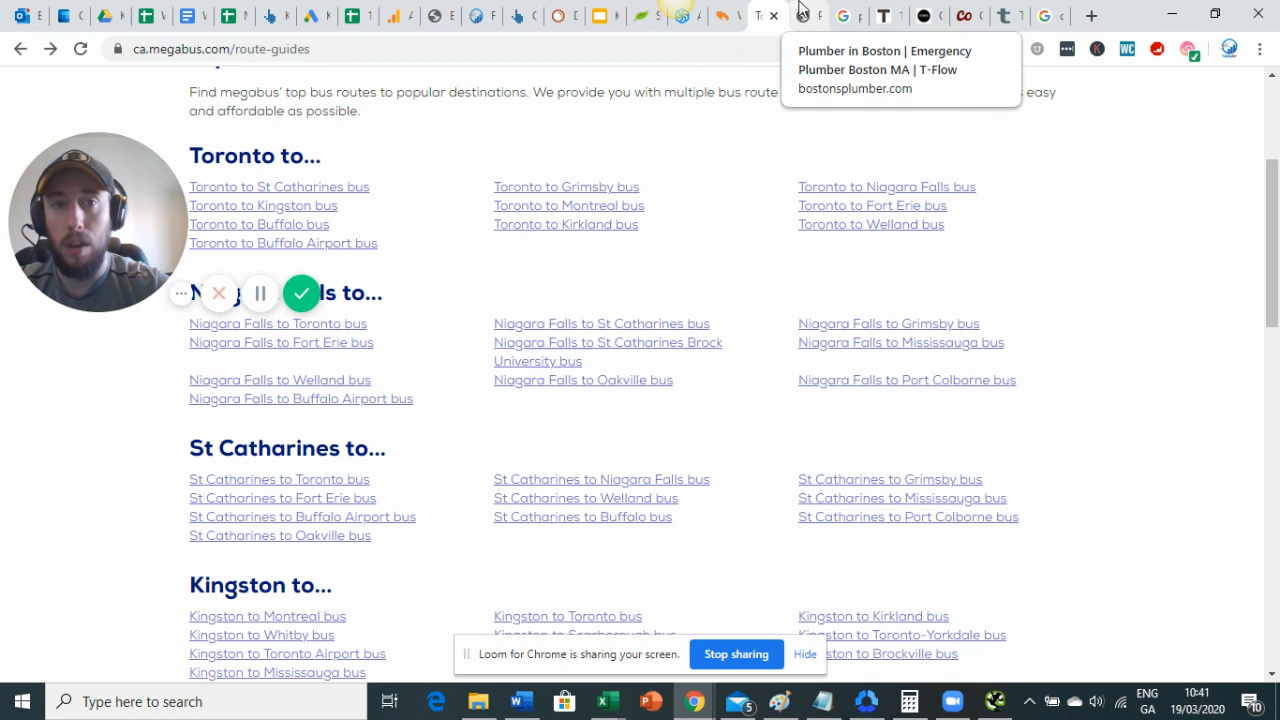 ca.megabus.com/route-guides
Plumber in Boston | Emergency
Plumber Boston MA | T-Flow
bostonsplumber.com
Find megabus' top bus routes to popular destinations. We provide you with multiple bus route
s easy
and affordable as possible.
Toronto to...
Toronto to St Catharines bus
Toronto to Grimsby bus
Toronto to Niagara Falls bus
Toronto to Kingston bus
Toronto to Montreal bus
Toronto to Fort Erie bus
Toronto to Buffalo bus
Toronto to Kirkland bus
Toronto to Welland bus
Toronto to Buffalo Airport bus
ls to...
Niagara Falls to Toronto bus
Niagara Falls to St Catharines bus
Niagara Falls to Grimsby bus
Niagara Falls to Fort Erie bus
Niagara Falls to St Catharines Brock
University bus
Niagara Falls to Mississauga bus
Niagara Falls to Welland bus
Niagara Falls to Oakville bus
Niagara Falls to Port Colborne bus
Niagara Falls to Buffalo Airport bus
St Catharines to...
St Catharines to Toronto bus
St Catharines to Niagara Falls bus
St Catharines to Grimsby bus
St Catharines to Fort Erie bus
St Catharines to Welland bus
St Catharines to Mississauga bus
St Catharines to Buffalo Airport bus
St Catharines to Buffalo bus
St Catharines to Port Colborne bus
St Catharines to Oakville bus
Kingston to...
Kingston to Montreal bus
Kingston to Toronto bus
Kingston to Kirkland bus
Kingston to Whitby bus
Kingston to Scarborough bus
Kingston to Toronto-Yorkdale bus
Kingston to Toronto Airport bus
ston to Brockville bus
Kingston to Mississauga bus
Loom for Chrome is sharing your screen.
Stop sharing
Hide
Type here to search
5
ENG
GA
10:41
19/03/2020
10